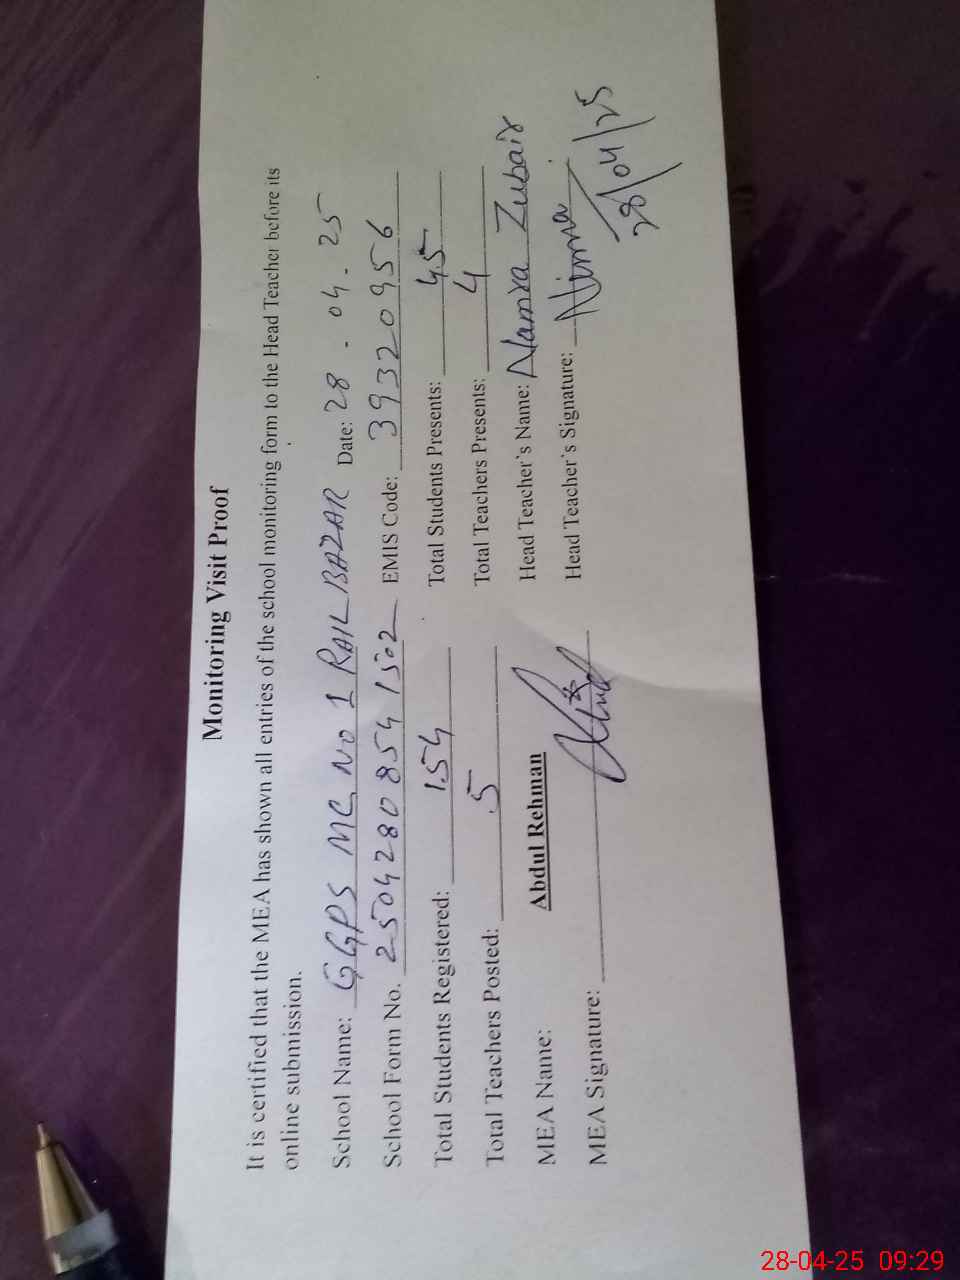 Monitoring Visit Proof
It is certified that the MEA has shown all entries of the school monitoring form to the Head Teacher before its
online submission.
School Name: GGPS MC No 1 RAIL BAZAR Date: 28 - 04 - 25
School Form No. 25042808541502 EMIS Code: 39320956
Total Students Registered: 154 Total Students Presents: 45
Total Teachers Posted: 5 Total Teachers Presents: 4
MEA Name: Abdul Rehman Head Teacher's Name: Namra Zubair
MEA Signature: Head Teacher's Signature: Nimra
28/04/25
28-04-25 09:29